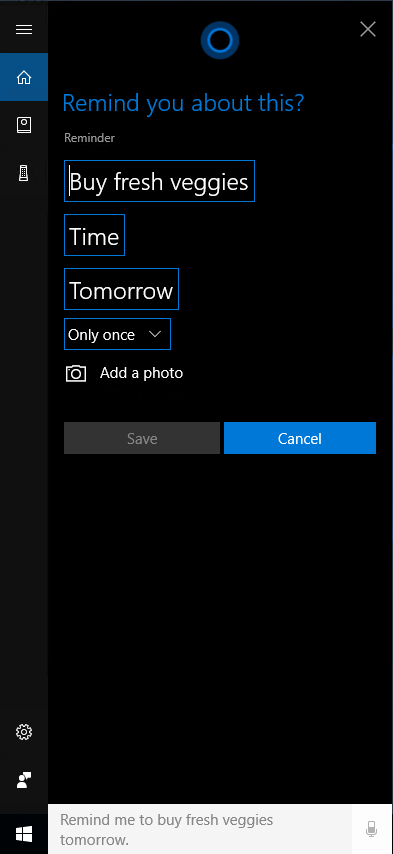 Remind you about this?
Reminder
Buy fresh veggies
Time
Tomorrow
Only once
Add a photo
Save Cancel
Remind me to buy fresh veggies
tomorrow.